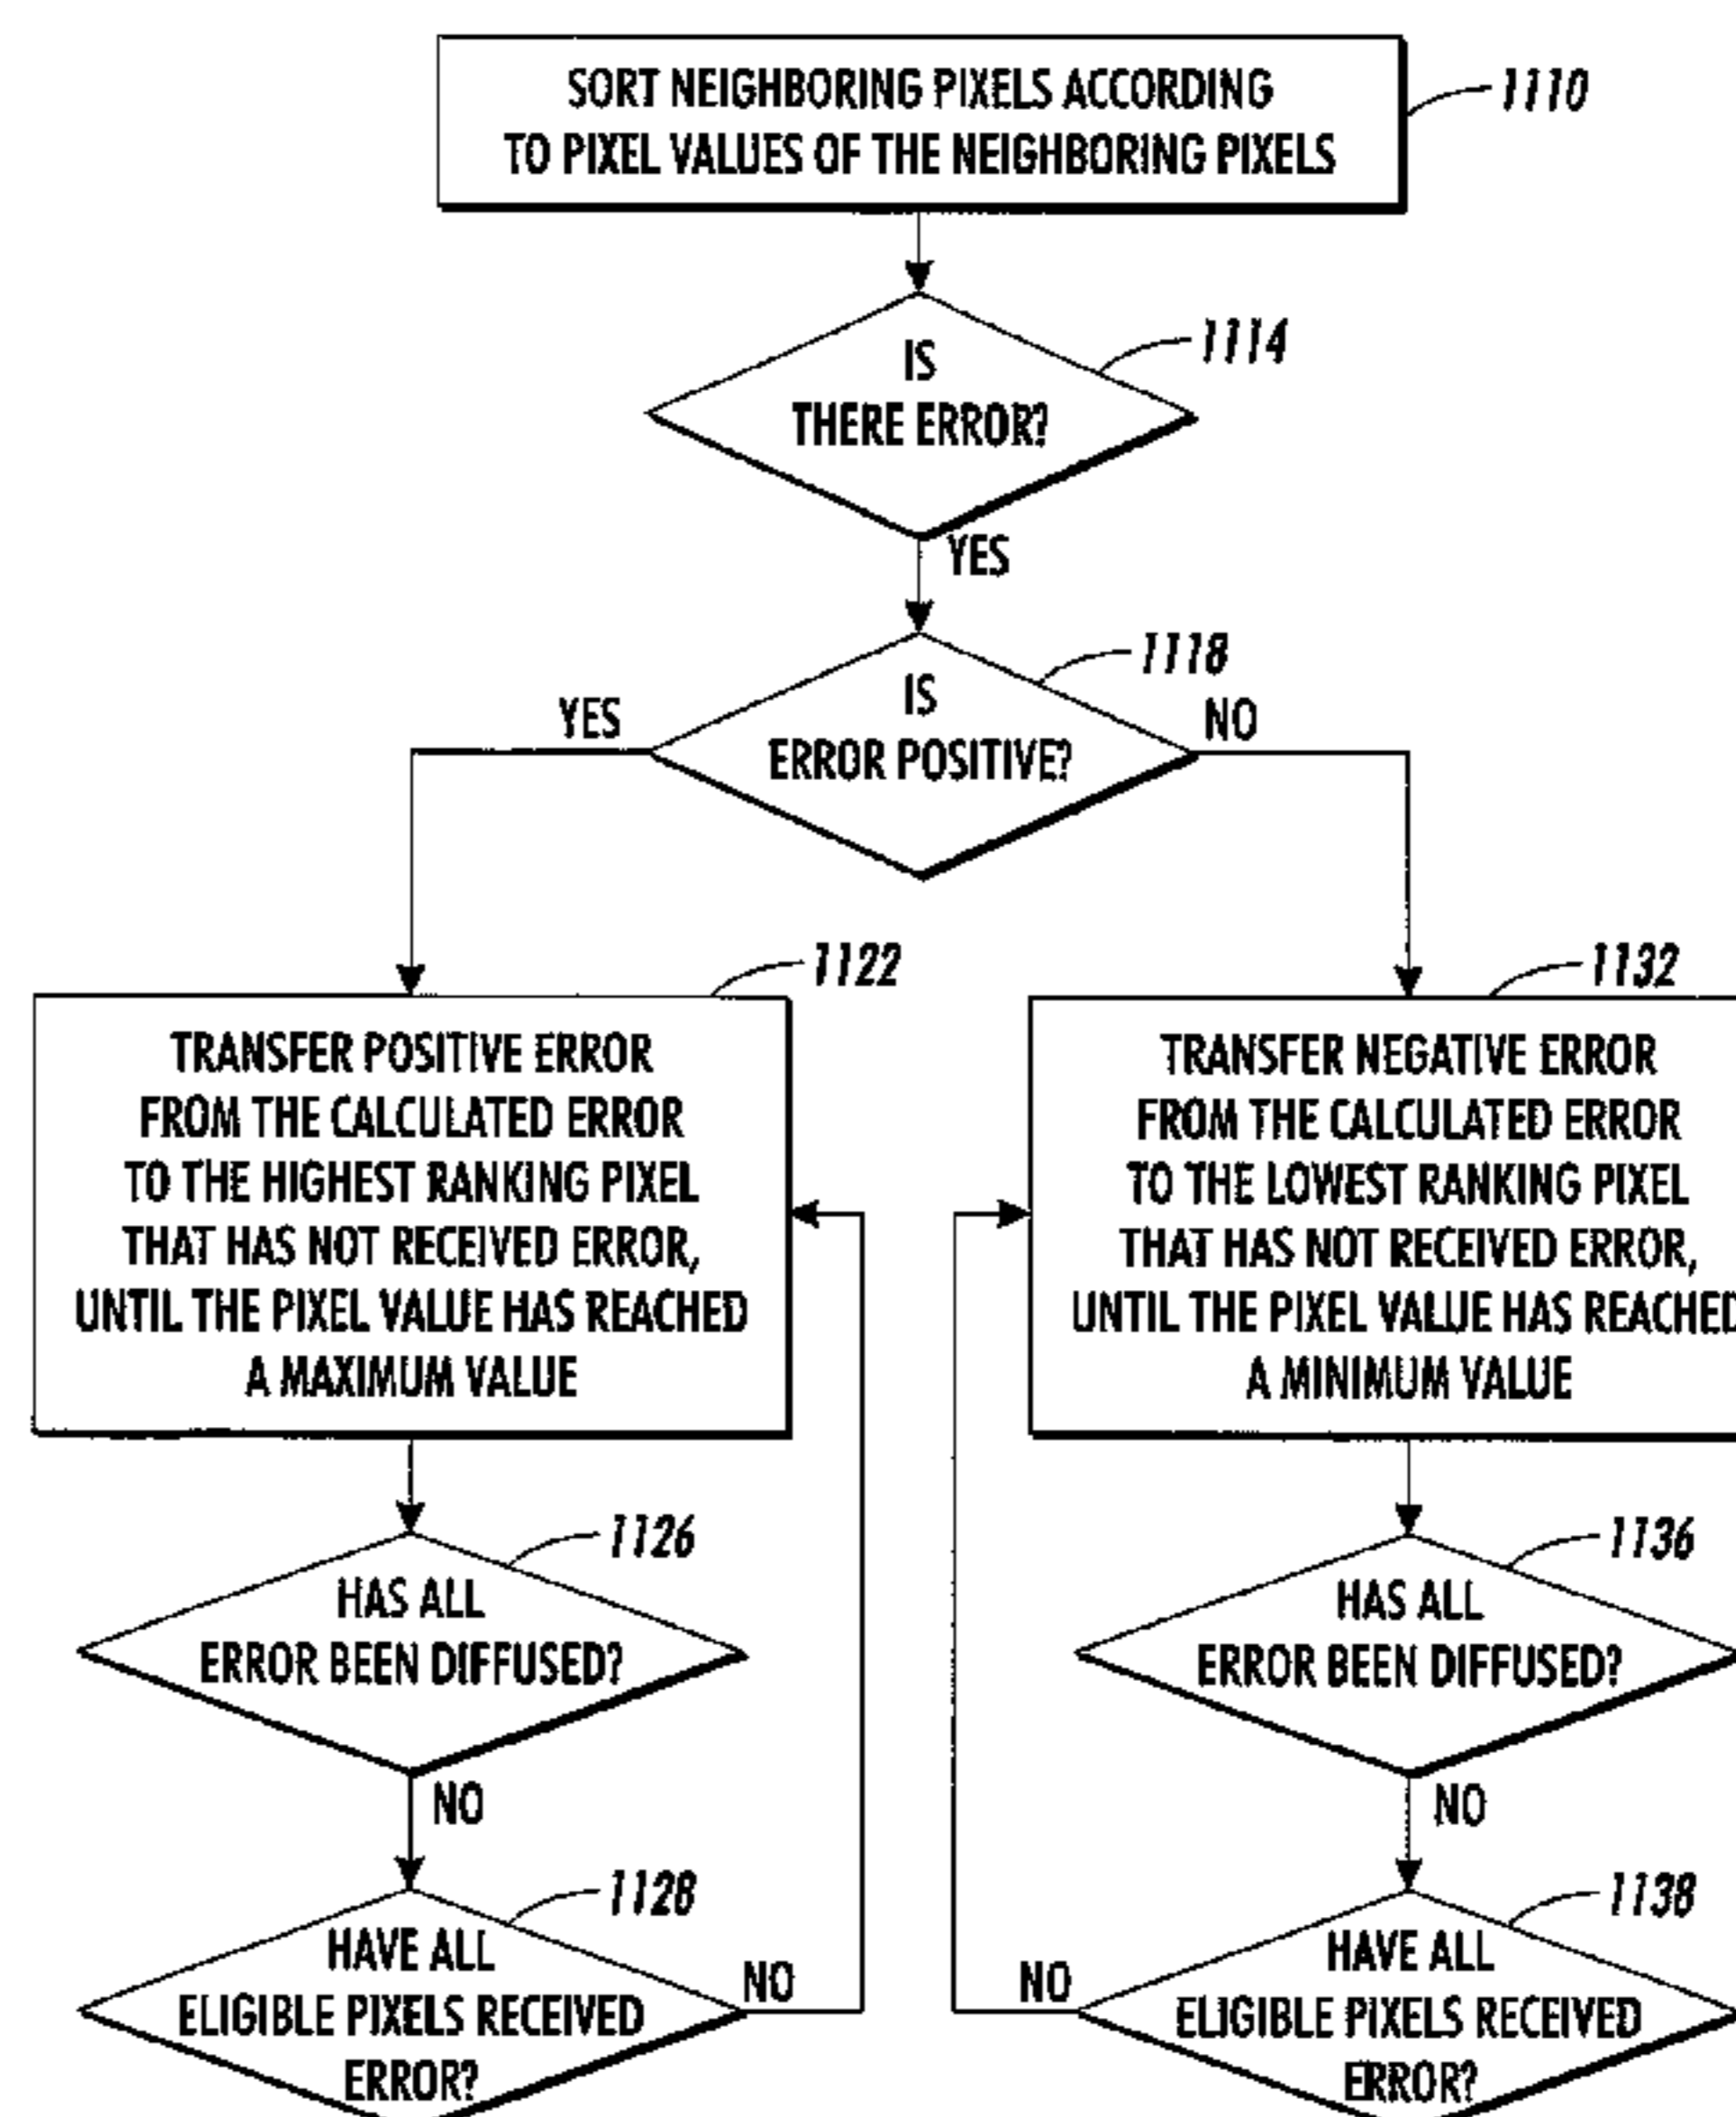 SORT NEIGHBORING PIXELS ACCORDING
TO PIXEL VALUES OF THE NEIGHBORING PIXELS
1110
IS
THERE ERROR?
1114
YES
IS
ERROR POSITIVE?
1118
YES
NO
1122
TRANSFER POSITIVE ERROR
FROM THE CALCULATED ERROR
TO THE HIGHEST RANKING PIXEL
THAT HAS NOT RECEIVED ERROR,
UNTIL THE PIXEL VALUE HAS REACHED
A MAXIMUM VALUE
1132
TRANSFER NEGATIVE ERROR
FROM THE CALCULATED ERROR
TO THE LOWEST RANKING PIXEL
THAT HAS NOT RECEIVED ERROR,
UNTIL THE PIXEL VALUE HAS REACHED
A MINIMUM VALUE
1126
HAS ALL
ERROR BEEN DIFFUSED?
NO
1136
HAS ALL
ERROR BEEN DIFFUSED?
NO
1128
HAVE ALL
ELIGIBLE PIXELS RECEIVED
ERROR?
NO
1138
HAVE ALL
ELIGIBLE PIXELS RECEIVED
ERROR?
NO